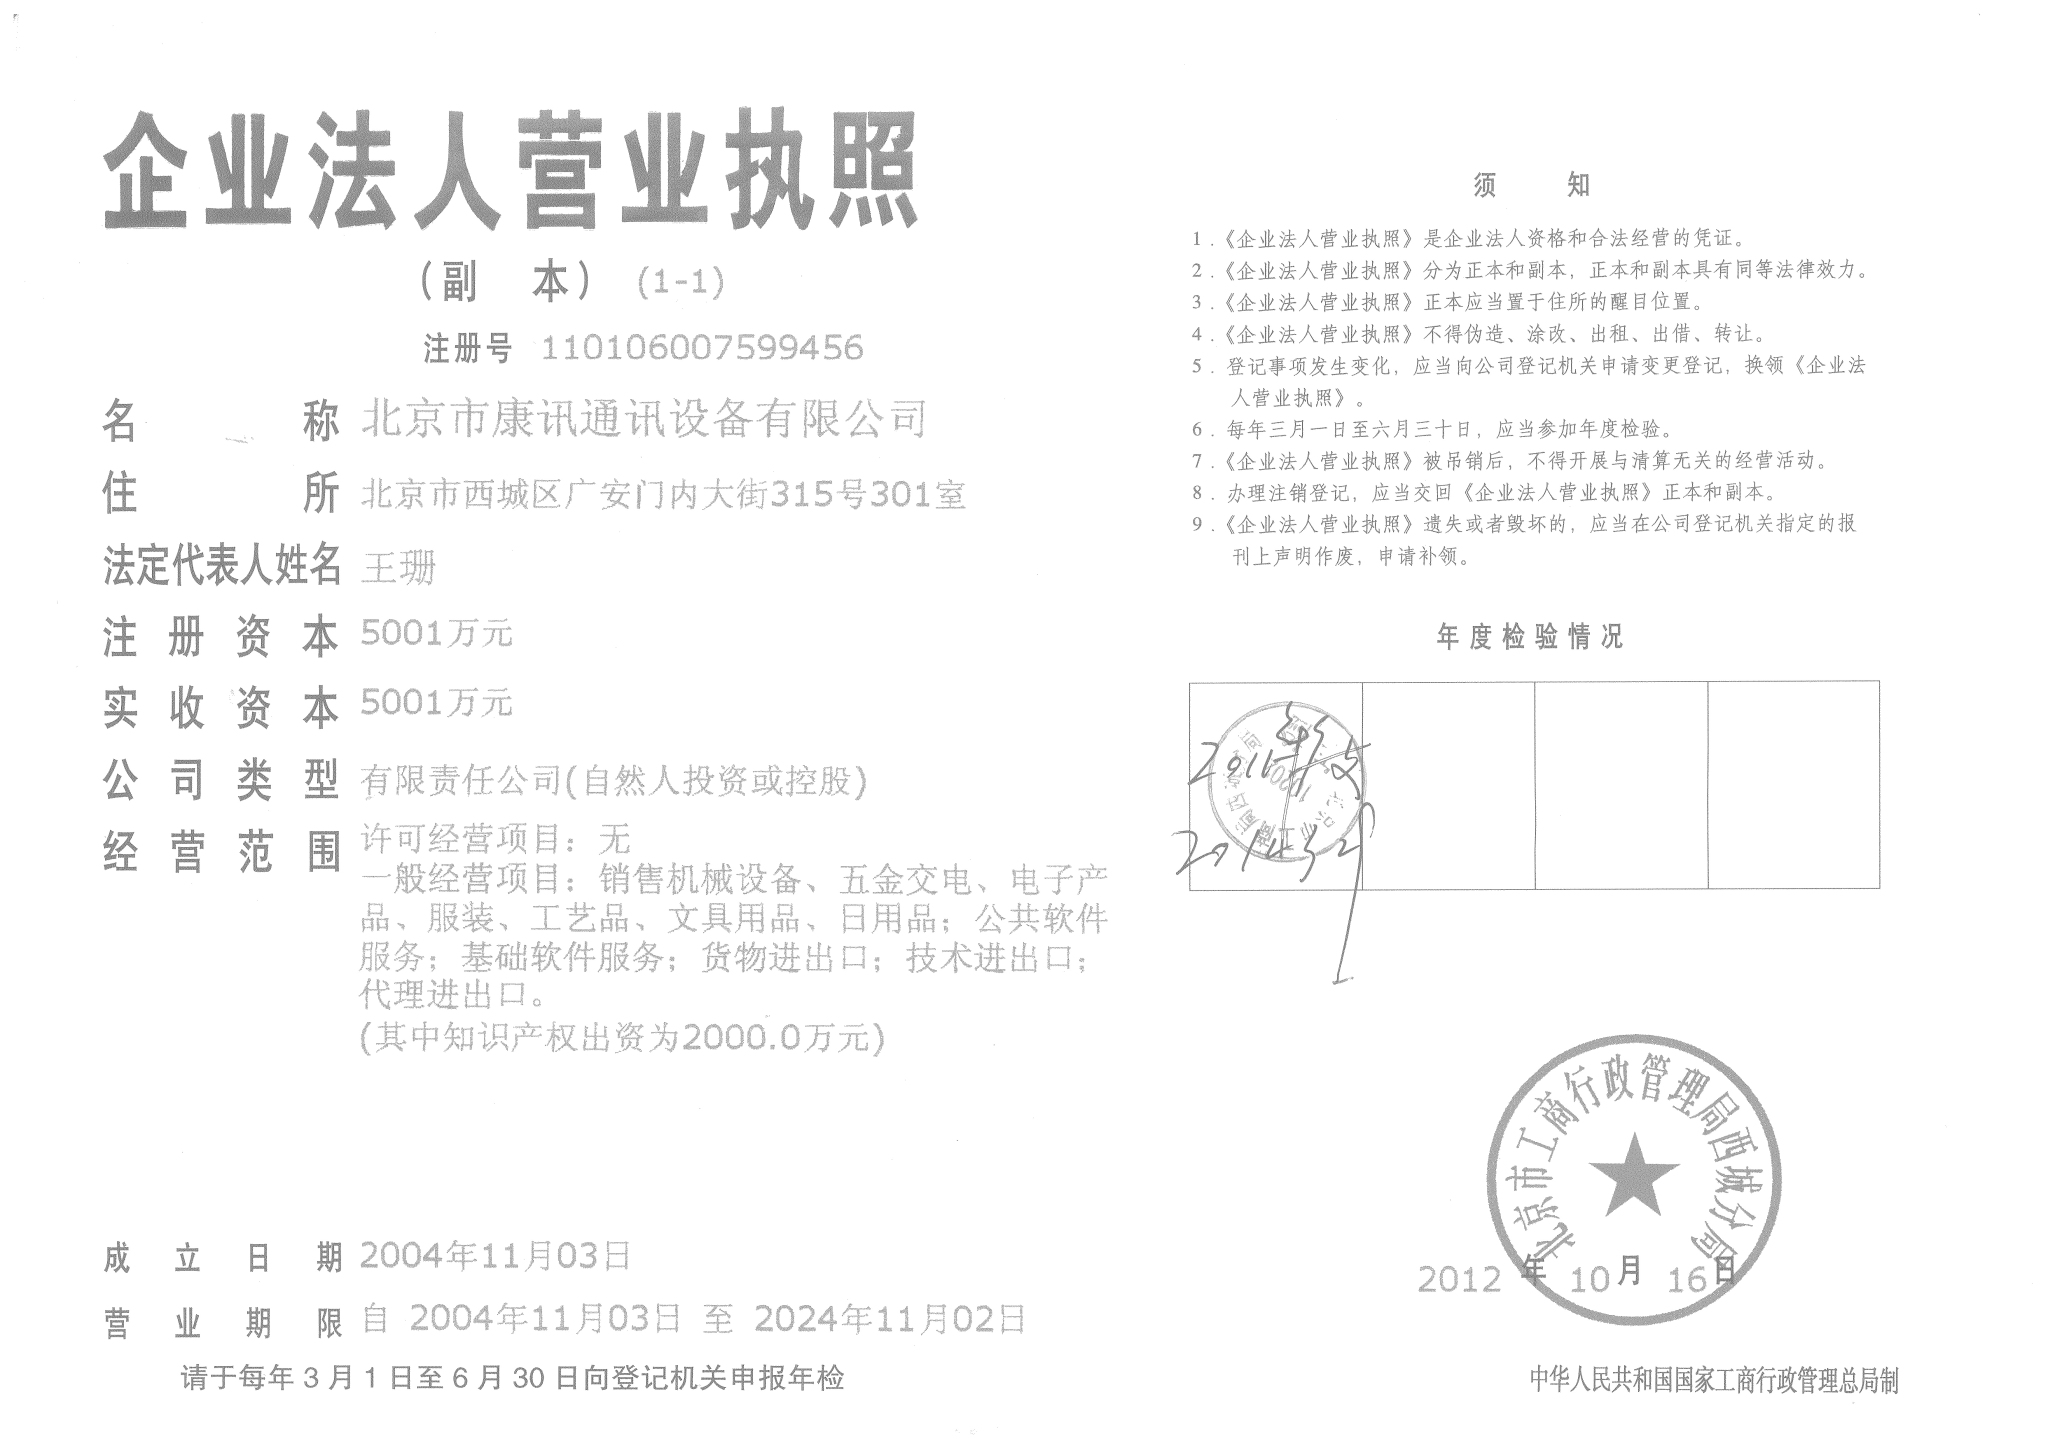 企业法人营业执照
（副 本） (1-1)
注册号 110106007599456
名 称 北京市康讯通讯设备有限公司
住 所 北京市西城区广安门内大街315号301室
法定代表人姓名 王珊
注册资本 5001万元
实收资本 5001万元
公司类型 有限责任公司(自然人投资或控股)
经营范围 许可经营项目：无
一般经营项目：销售机械设备、五金交电、电子产
品、服装、工艺品、文具用品、日用品；公共软件
服务；基础软件服务；货物进出口；技术进出口；
代理进出口。
(其中知识产权出资为2000.0万元)
成立日期 2004年11月03日
营业期限 自 2004年11月03日 至 2024年11月02日
请于每年3月1日至6月30日向登记机关申报年检
须 知
1．《企业法人营业执照》是企业法人资格和合法经营的凭证。
2．《企业法人营业执照》分为正本和副本，正本和副本具有同等法律效力。
3．《企业法人营业执照》正本应当置于住所的醒目位置。
4．《企业法人营业执照》不得伪造、涂改、出租、出借、转让。
5．登记事项发生变化，应当向公司登记机关申请变更登记，换领《企业法
人营业执照》。
6．每年三月一日至六月三十日，应当参加年度检验。
7．《企业法人营业执照》被吊销后，不得开展与清算无关的经营活动。
8．办理注销登记，应当交回《企业法人营业执照》正本和副本。
9．《企业法人营业执照》遗失或者毁坏的，应当在公司登记机关指定的报
刊上声明作废，申请补领。
年度检验情况
北京市工商行政管理局西城分局
2012 年 10 月 16 日
中华人民共和国国家工商行政管理总局制